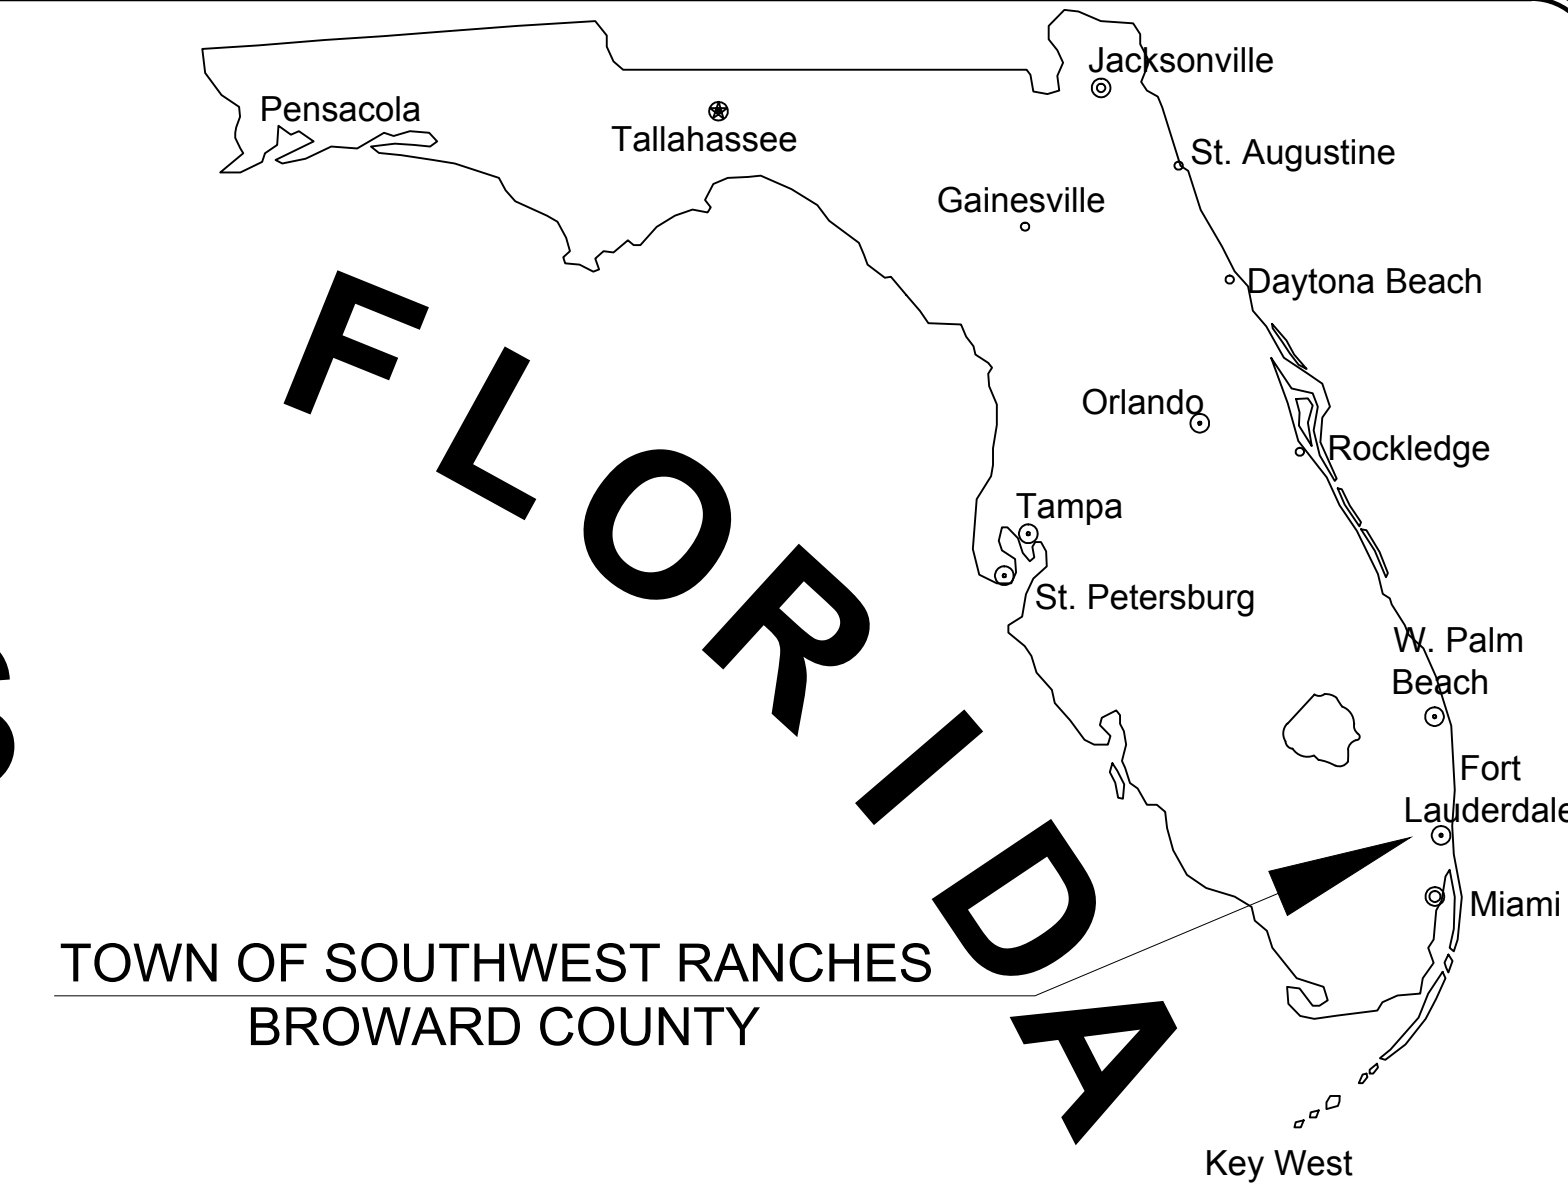 Jacksonville
Pensacola
Tallahassee
St. Augustine
Gainesville
Daytona Beach
Orlando
Rockledge
Tampa
St. Petersburg
W. Palm
Beach
Fort
Lauderdale
Miami
FLORIDA
TOWN OF SOUTHWEST RANCHES
BROWARD COUNTY
Key West